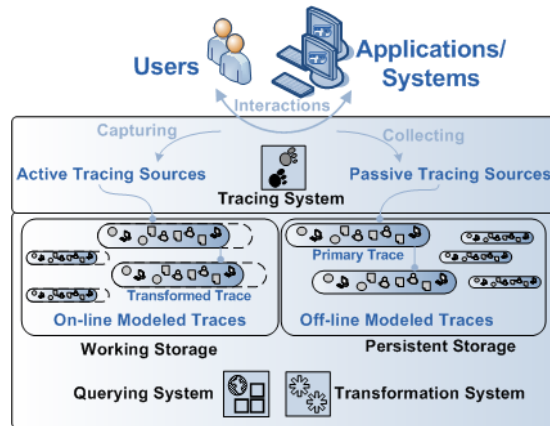 Users
Applications/
Systems
Interactions
Capturing
Collecting
Active Tracing Sources
Passive Tracing Sources
Tracing System
Primary Trace
Transformed Trace
On-line Modeled Traces
Off-line Modeled Traces
Working Storage
Persistent Storage
Querying System
Transformation System